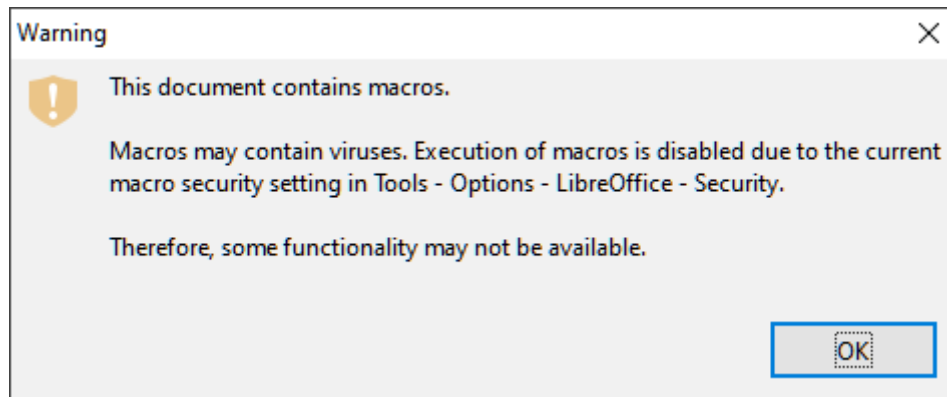 Warning
This document contains macros.
Macros may contain viruses. Execution of macros is disabled due to the current
macro security setting in Tools - Options - LibreOffice - Security.
Therefore, some functionality may not be available.
OK